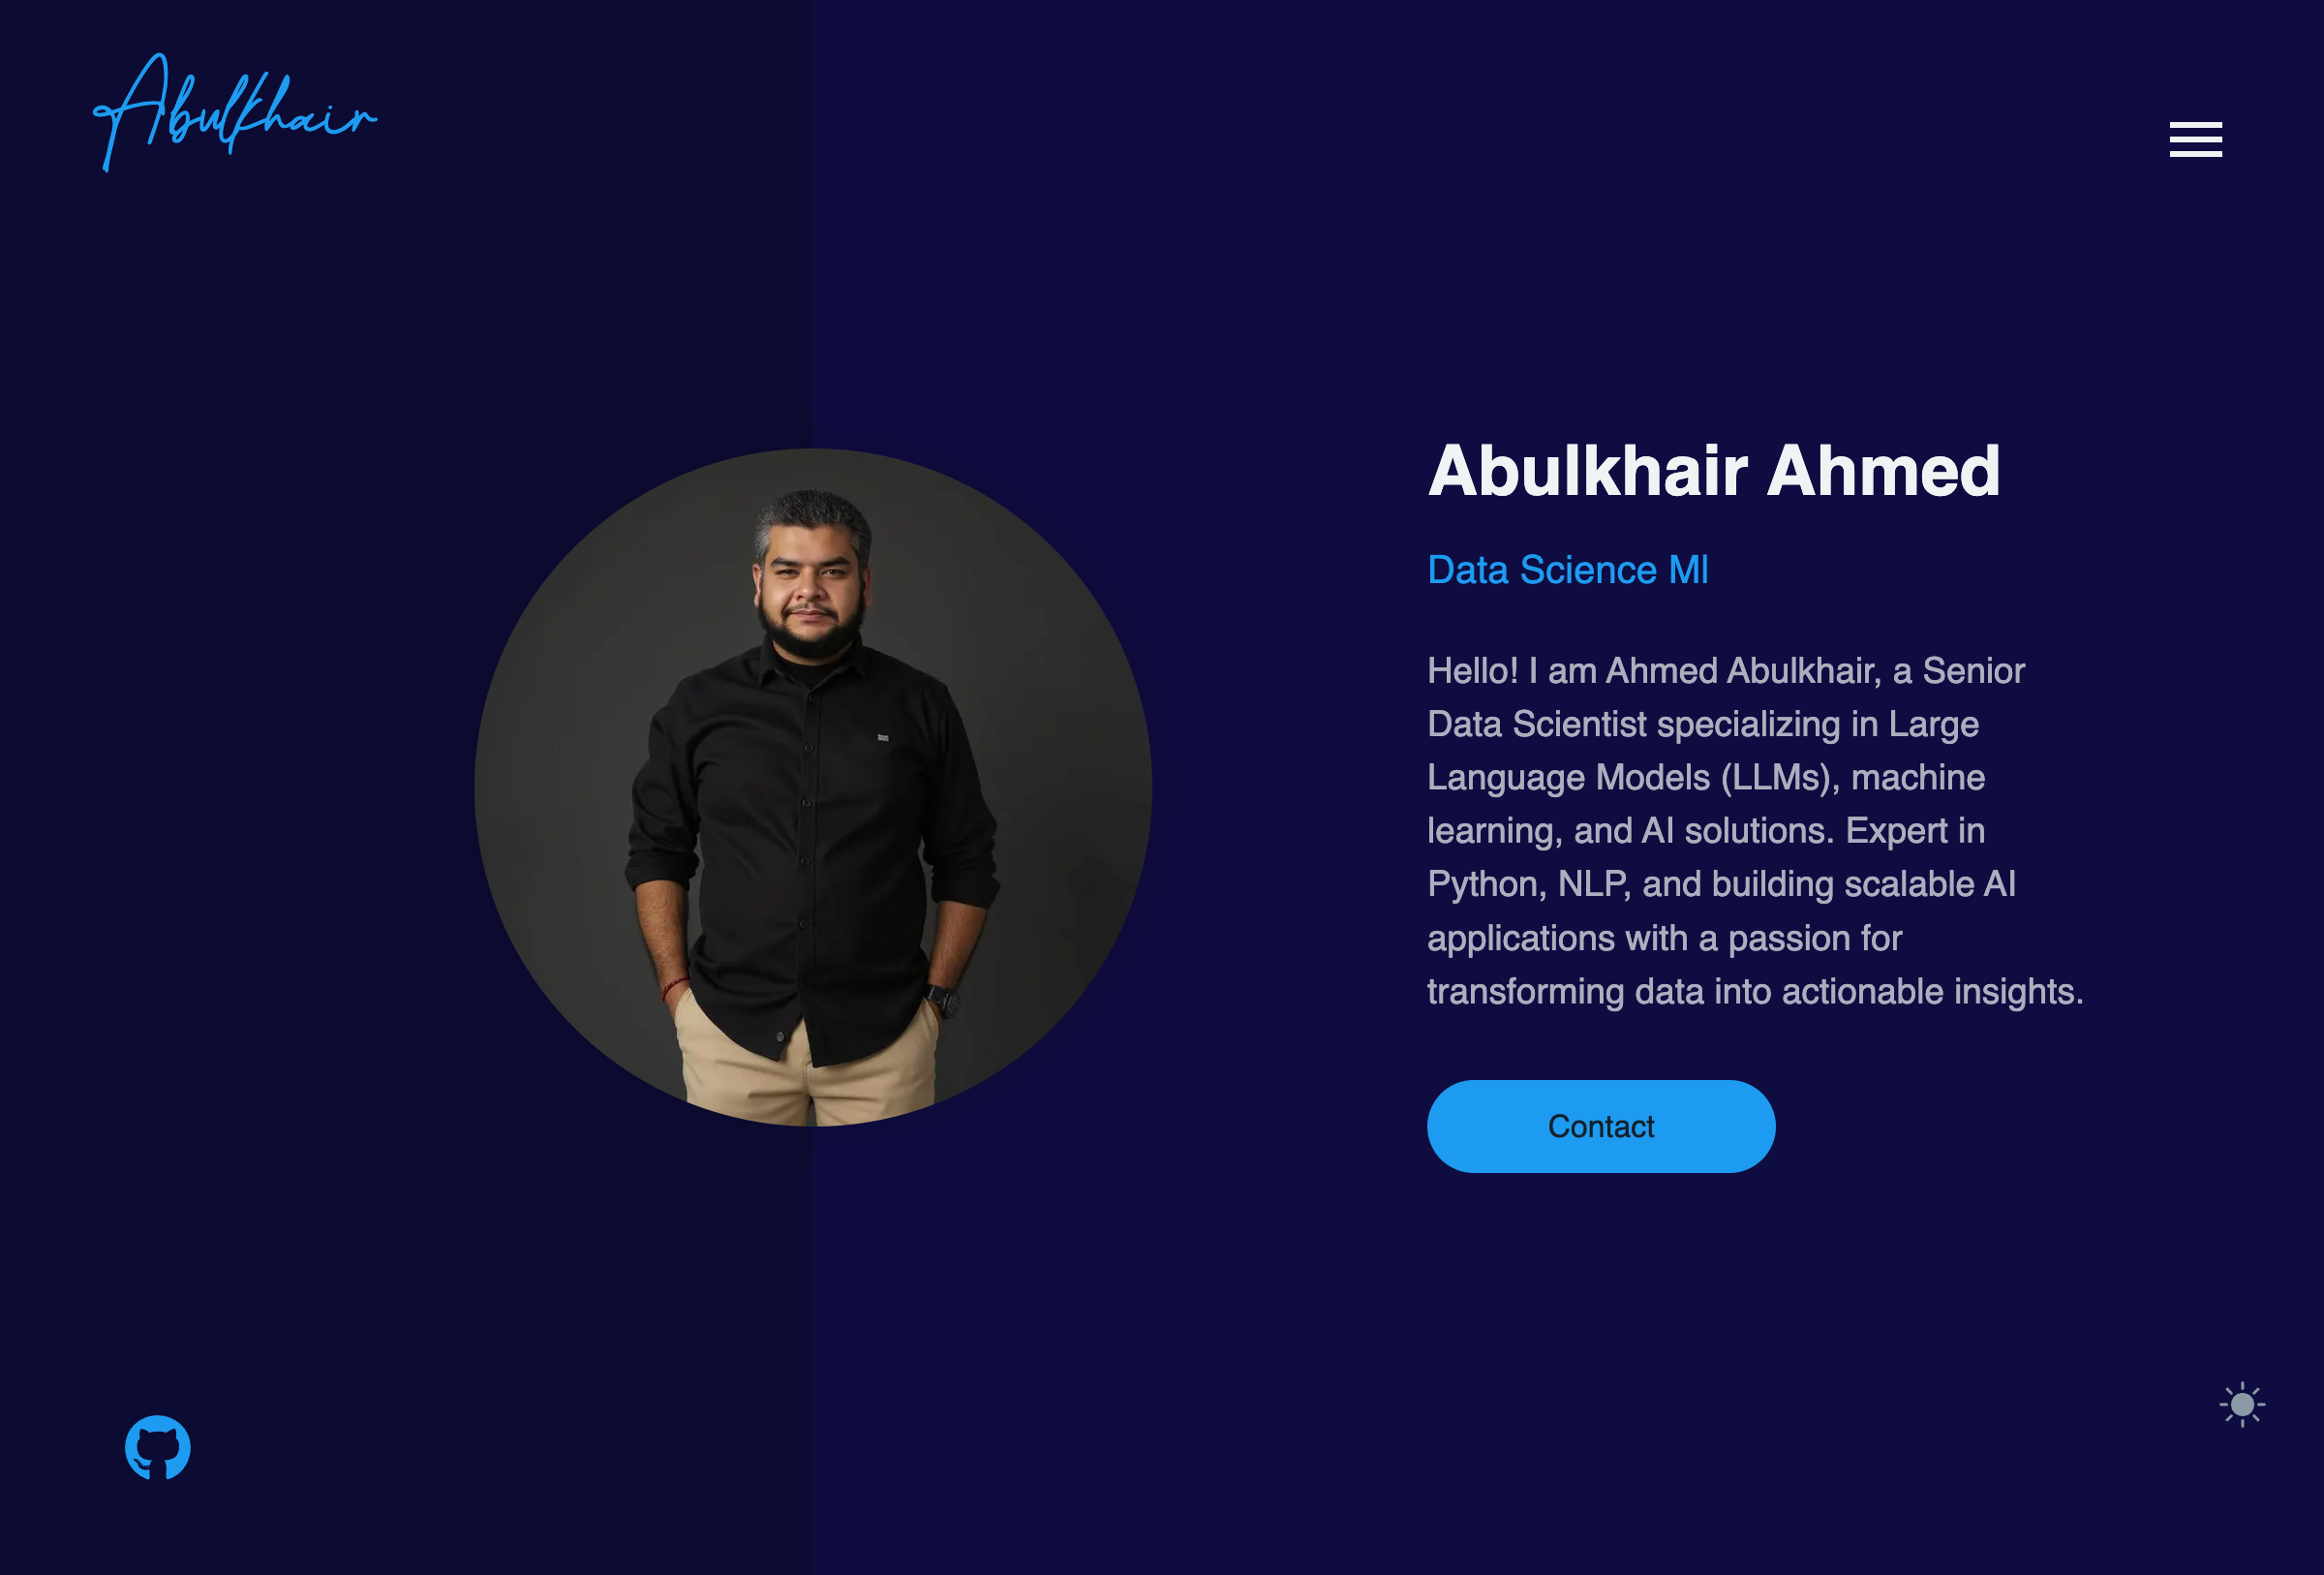 Abulkhair
Abulkhair Ahmed
Data Science Ml
Hello! I am Ahmed Abulkhair, a Senior
Data Scientist specializing in Large
Language Models (LLMs), machine
learning, and AI solutions. Expert in
Python, NLP, and building scalable AI
applications with a passion for
transforming data into actionable insights.
Contact